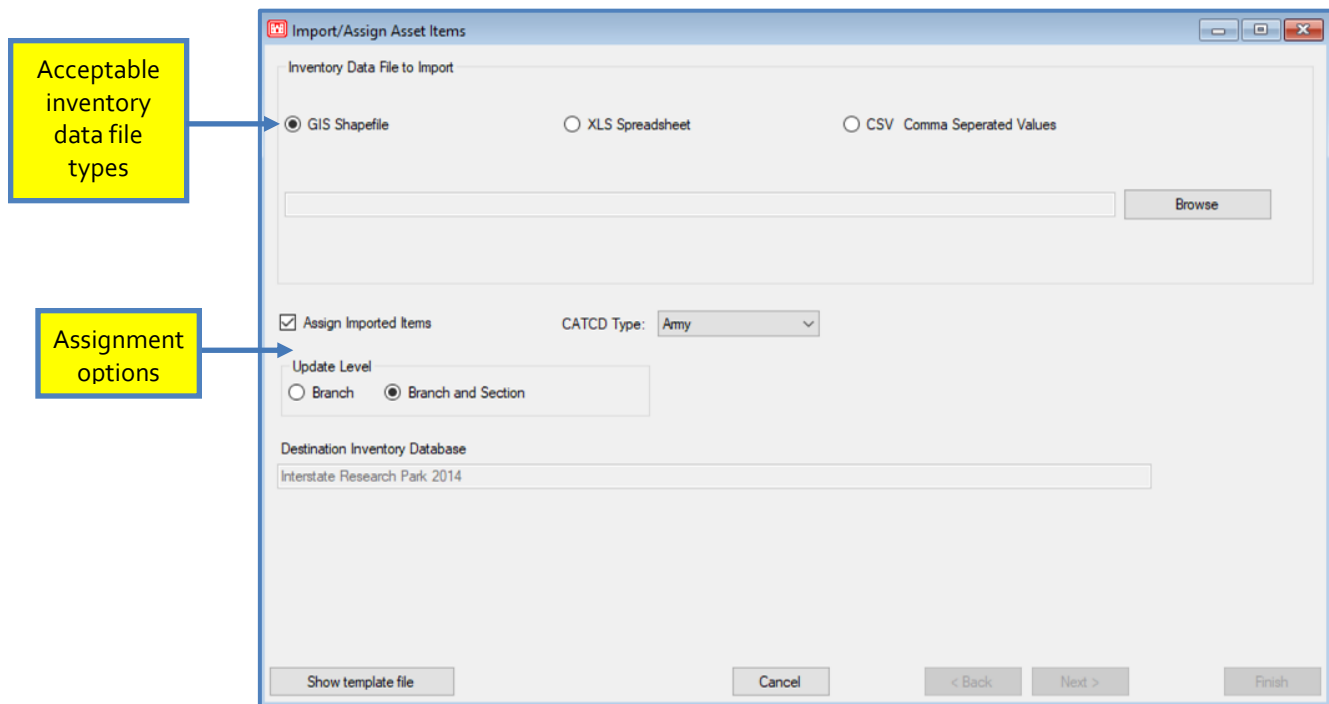 Import/Assign Asset Items
Acceptable
inventory
data file
types
Inventory Data File to Import
GIS Shapefile
XLS Spreadsheet
CSV Comma Seperated Values
Browse
Assignment
options
Assign Imported Items
CATCD Type:
Army
Update Level
Branch
Branch and Section
Destination Inventory Database
Interstate Research Park 2014
Show template file
Cancel
< Back
Next >
Finish